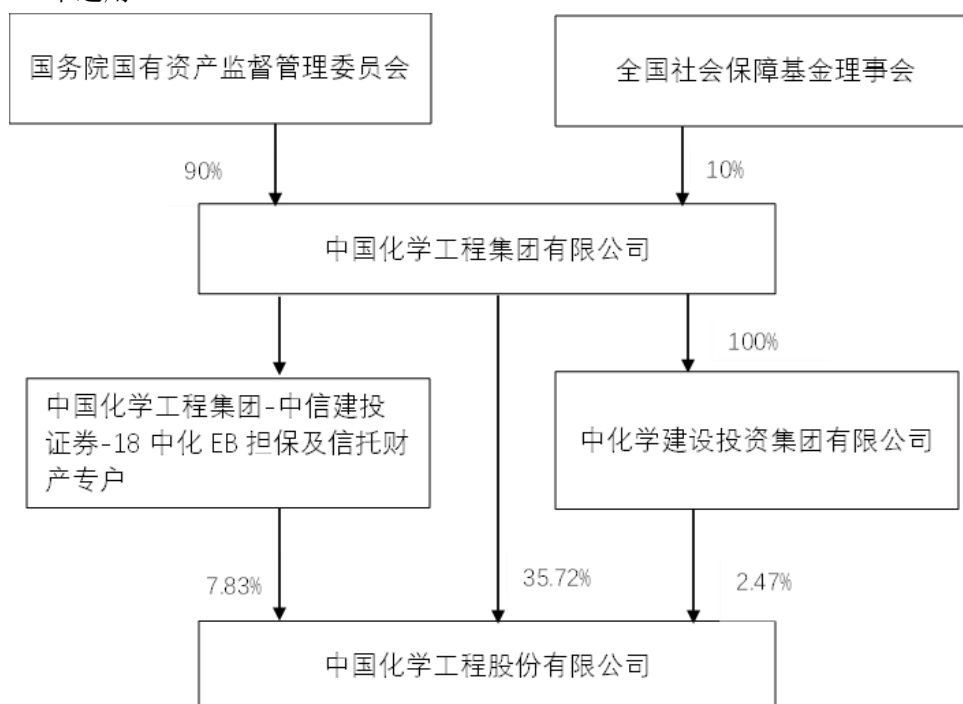 国务院国有资产监督管理委员会
全国社会保障基金理事会
90%
10%
中国化学工程集团有限公司
100%
中国化学工程集团-中信建投
证券-18 中化 EB 担保及信托财
产专户
中化学建设投资集团有限公司
7.83%
35.72%
2.47%
中国化学工程股份有限公司